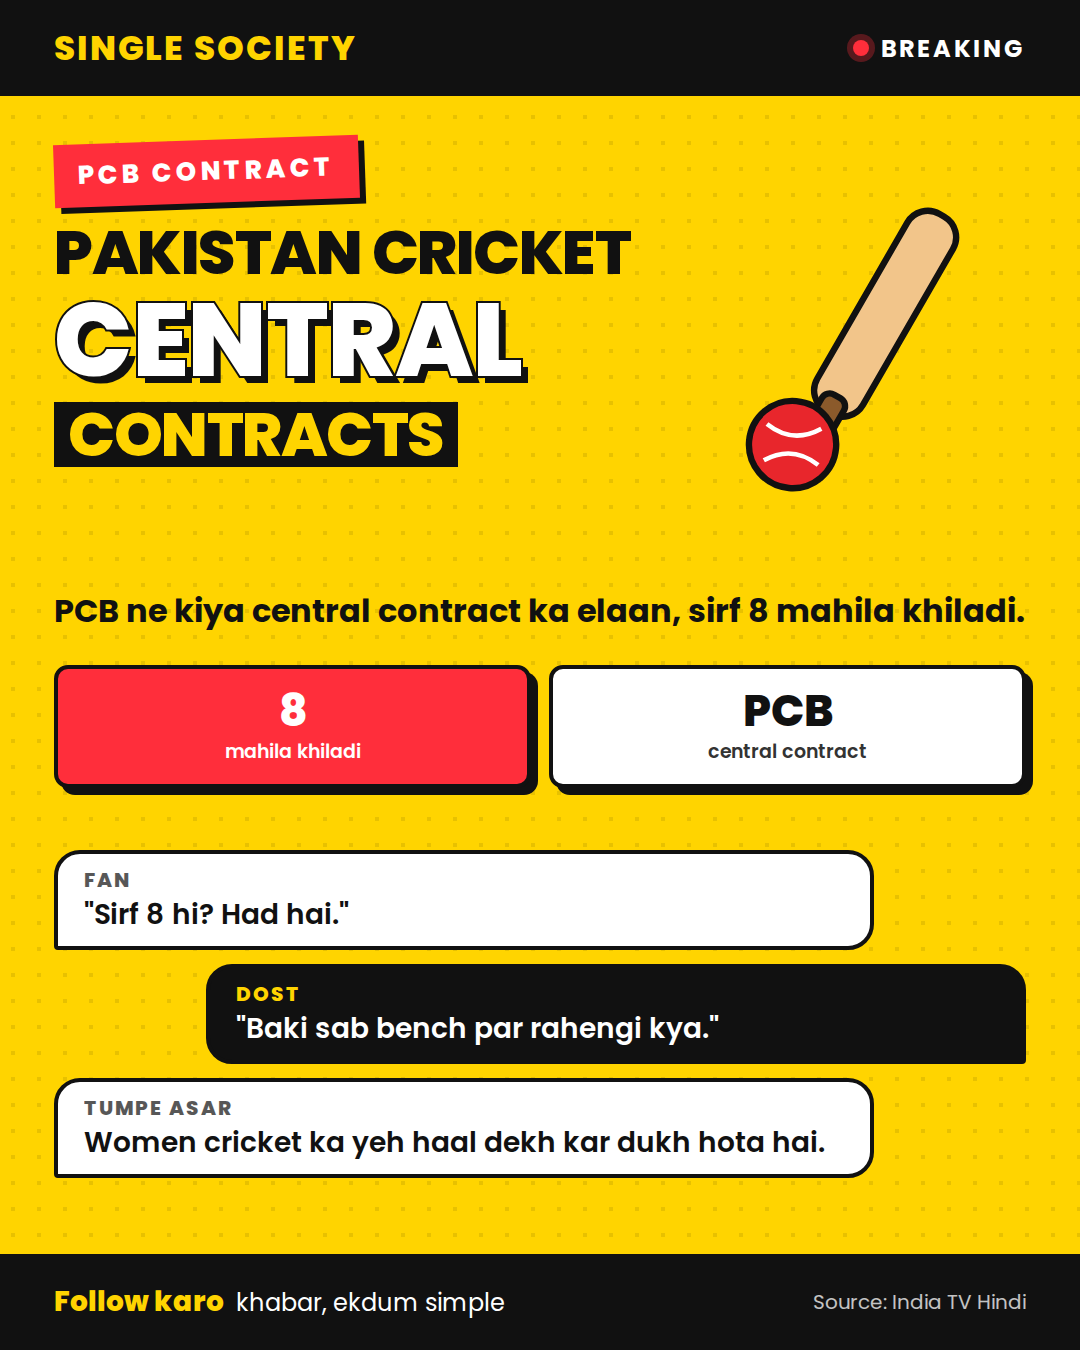 SINGLE SOCIETY
BREAKING
PCB CONTRACT
PAKISTAN CRICKET
CENTRAL
CONTRACTS
PCB ne kiya central contract ka elaan, sirf 8 mahila khiladi.
8
mahila khiladi
PCB
central contract
FAN
"Sirf 8 hi? Had hai."
DOST
"Baki sab bench par rahengi kya."
TUMPE ASAR
Women cricket ka yeh haal dekh kar dukh hota hai.
Follow karo khabar, ekdum simple
Source: India TV Hindi